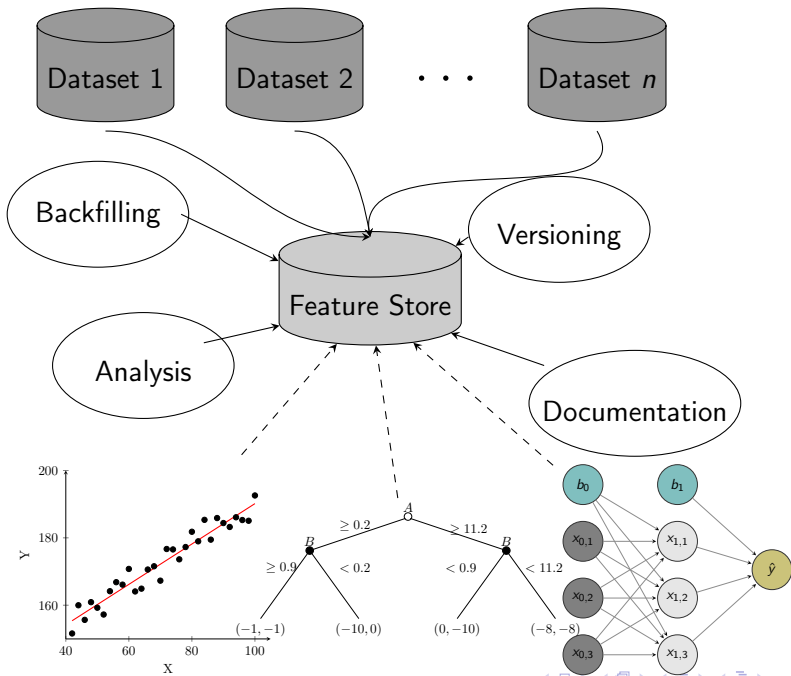 Dataset 1
Dataset 2
· · ·
Dataset n
Backfilling
Versioning
Feature Store
Analysis
Documentation
200
180
160
40
60
80
100
Y
X
A
≥ 0.2
≥ 11.2
B
B
≥ 0.9
< 0.2
< 0.9
< 11.2
(−1, −1)
(−10, 0)
(0, −10)
(−8, −8)
b₀
b₁
x₀,₁
x₁,₁
ŷ
x₀,₂
x₁,₂
x₀,₃
x₁,₃